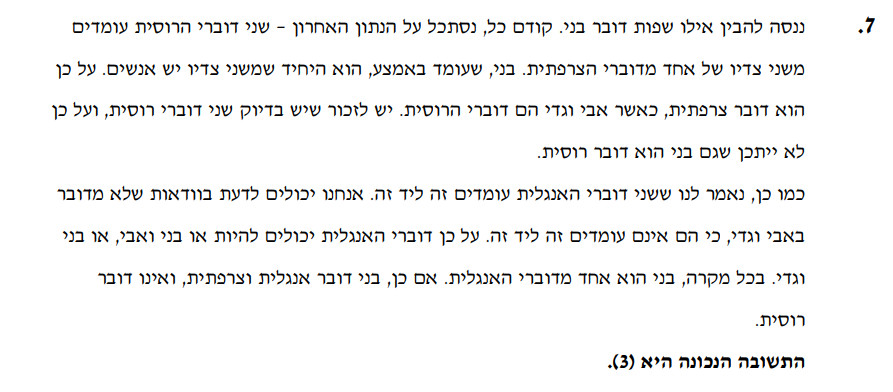 7. ננסה להבין אילו שפות דובר בני. קודם כל, נסתכל על הנתון האחרון – שני דוברי הרוסית עומדים
משני צדיו של אחד מדוברי הצרפתית. בני, שעומד באמצע, הוא היחיד שמשני צדיו יש אנשים. על כן
הוא דובר צרפתית, כאשר אבי וגדי הם דוברי הרוסית. יש לזכור שיש בדיוק שני דוברי רוסית, ועל כן
לא ייתכן שגם בני הוא דובר רוסית.
כמו כן, נאמר לנו ששני דוברי האנגלית עומדים זה ליד זה. אנחנו יכולים לדעת בוודאות שלא מדובר
באבי וגדי, כי הם אינם עומדים זה ליד זה. על כן דוברי האנגלית יכולים להיות או בני ואבי, או בני
וגדי. בכל מקרה, בני הוא אחד מדוברי האנגלית. אם כן, בני דובר אנגלית וצרפתית, ואינו דובר
רוסית.
התשובה הנכונה היא (3).